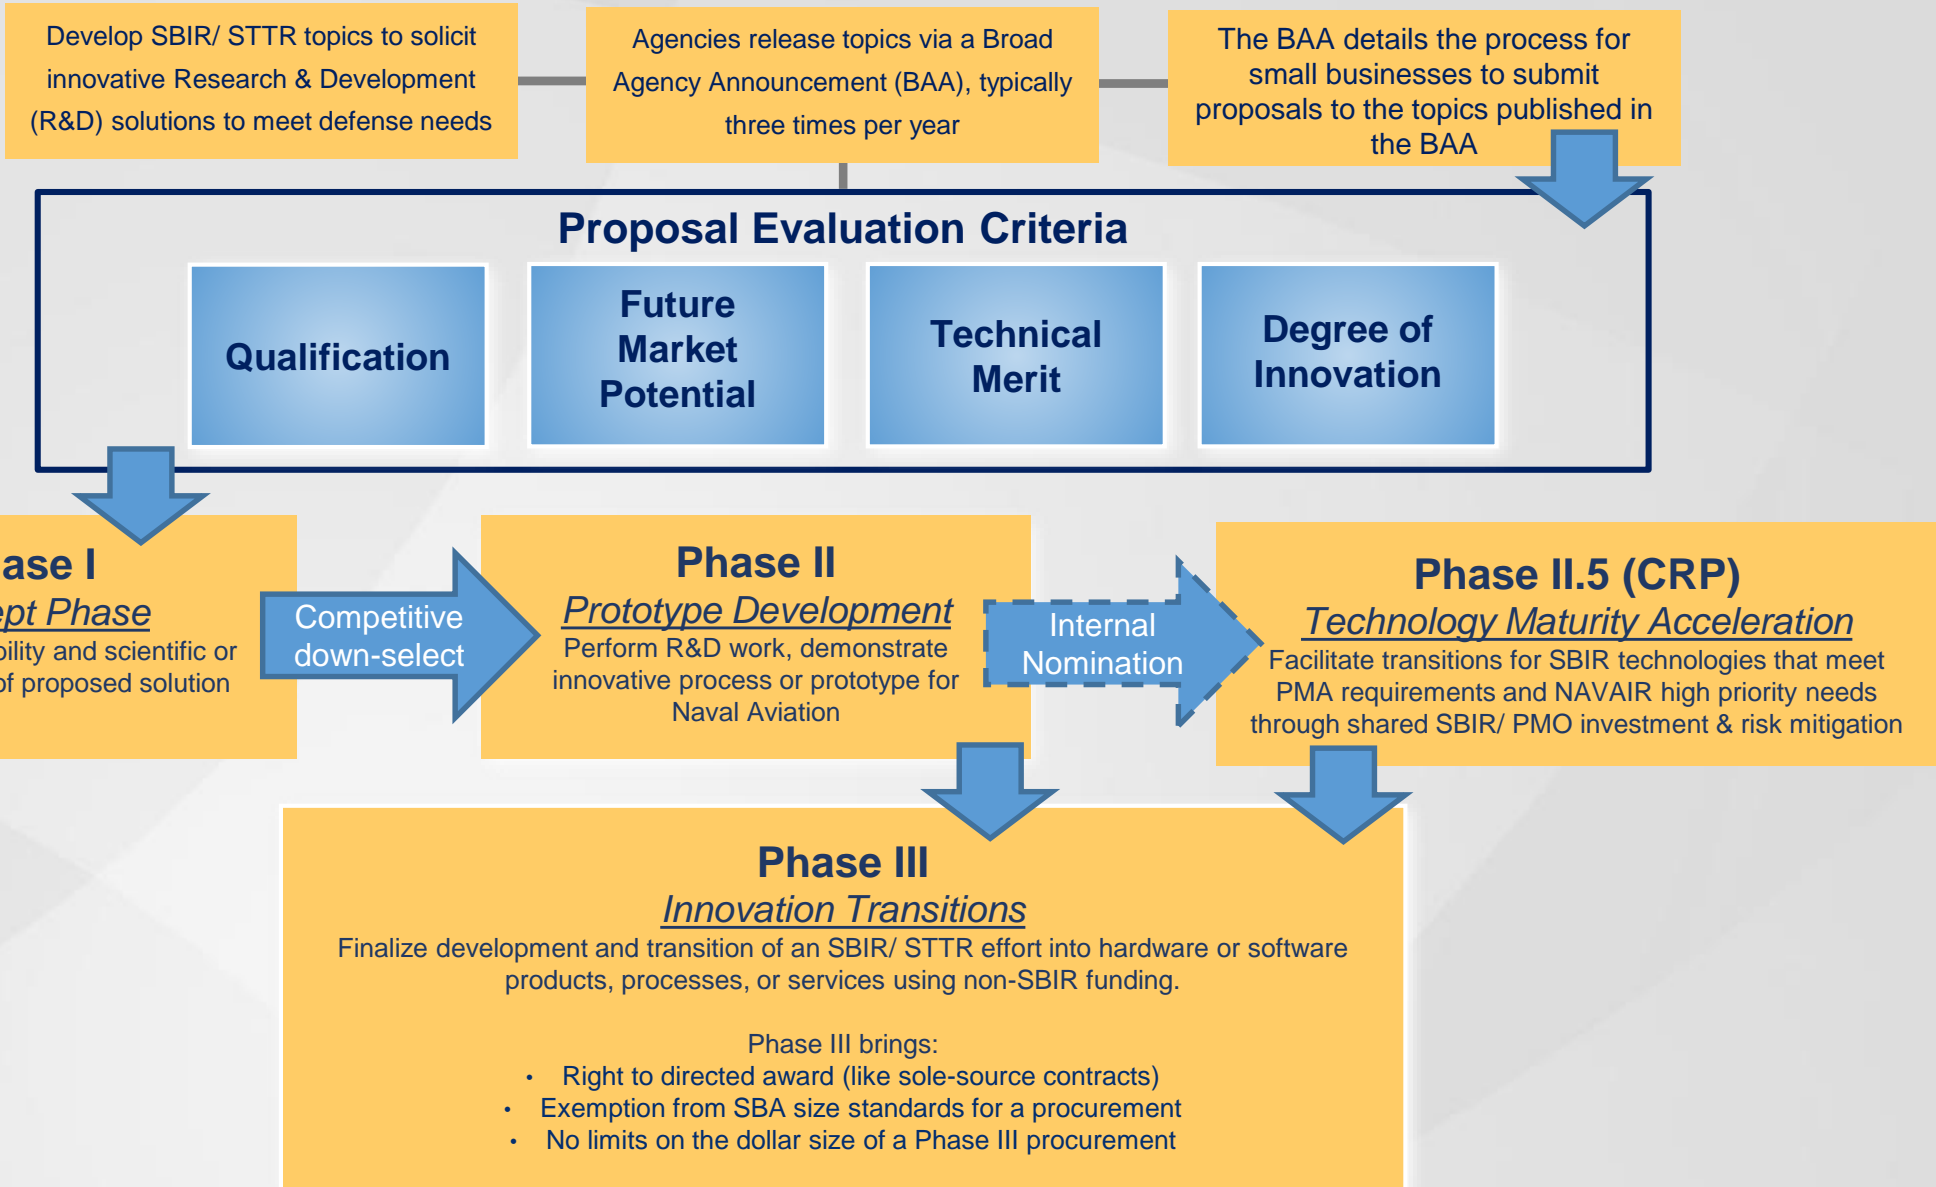 Develop SBIR/ STTR topics to solicit
innovative Research & Development
(R&D) solutions to meet defense needs
Agencies release topics via a Broad
Agency Announcement (BAA), typically
three times per year
The BAA details the process for
small businesses to submit
proposals to the topics published in
the BAA
Proposal Evaluation Criteria
Qualification
Future
Market
Potential
Technical
Merit
Degree of
Innovation
ase I
ept Phase
bility and scientific or
of proposed solution
Competitive
down-select
Phase II
Prototype Development
Perform R&D work, demonstrate
innovative process or prototype for
Naval Aviation
Internal
Nomination
Phase II.5 (CRP)
Technology Maturity Acceleration
Facilitate transitions for SBIR technologies that meet
PMA requirements and NAVAIR high priority needs
through shared SBIR/ PMO investment & risk mitigation
Phase III
Innovation Transitions
Finalize development and transition of an SBIR/ STTR effort into hardware or software
products, processes, or services using non-SBIR funding.
Phase III brings:
• Right to directed award (like sole-source contracts)
• Exemption from SBA size standards for a procurement
• No limits on the dollar size of a Phase III procurement